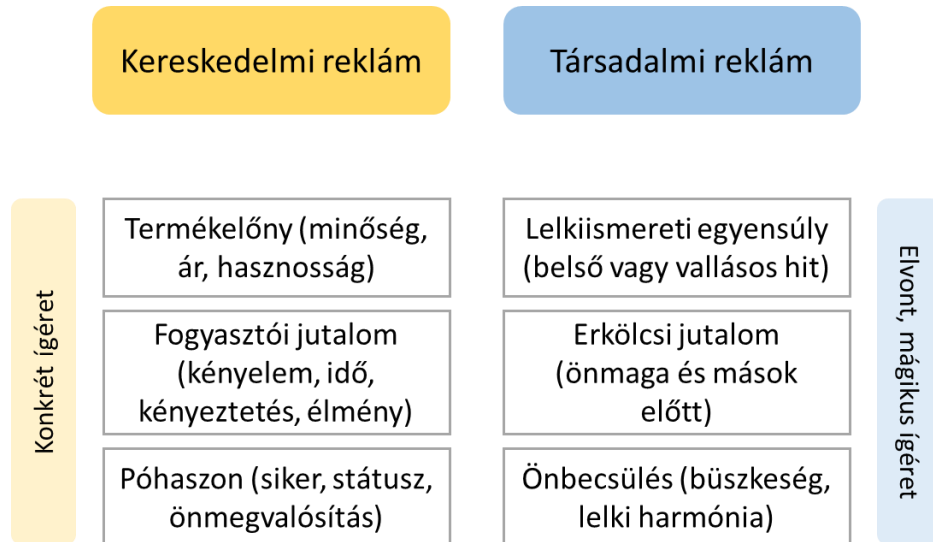 Kereskedelmi reklám
Társadalmi reklám
Konkrét ígéret
Termékelőny (minőség,
ár, hasznosság)
Lelkiismereti egyensúly
(belső vagy vallásos hit)
Fogyasztói jutalom
(kényelem, idő,
kényeztetés, élmény)
Erkölcsi jutalom
(önmaga és mások
előtt)
Póhaszon (siker, státusz,
önmegvalósítás)
Önbecsülés (büszkeség,
lelki harmónia)
Elvont, mágikus ígéret